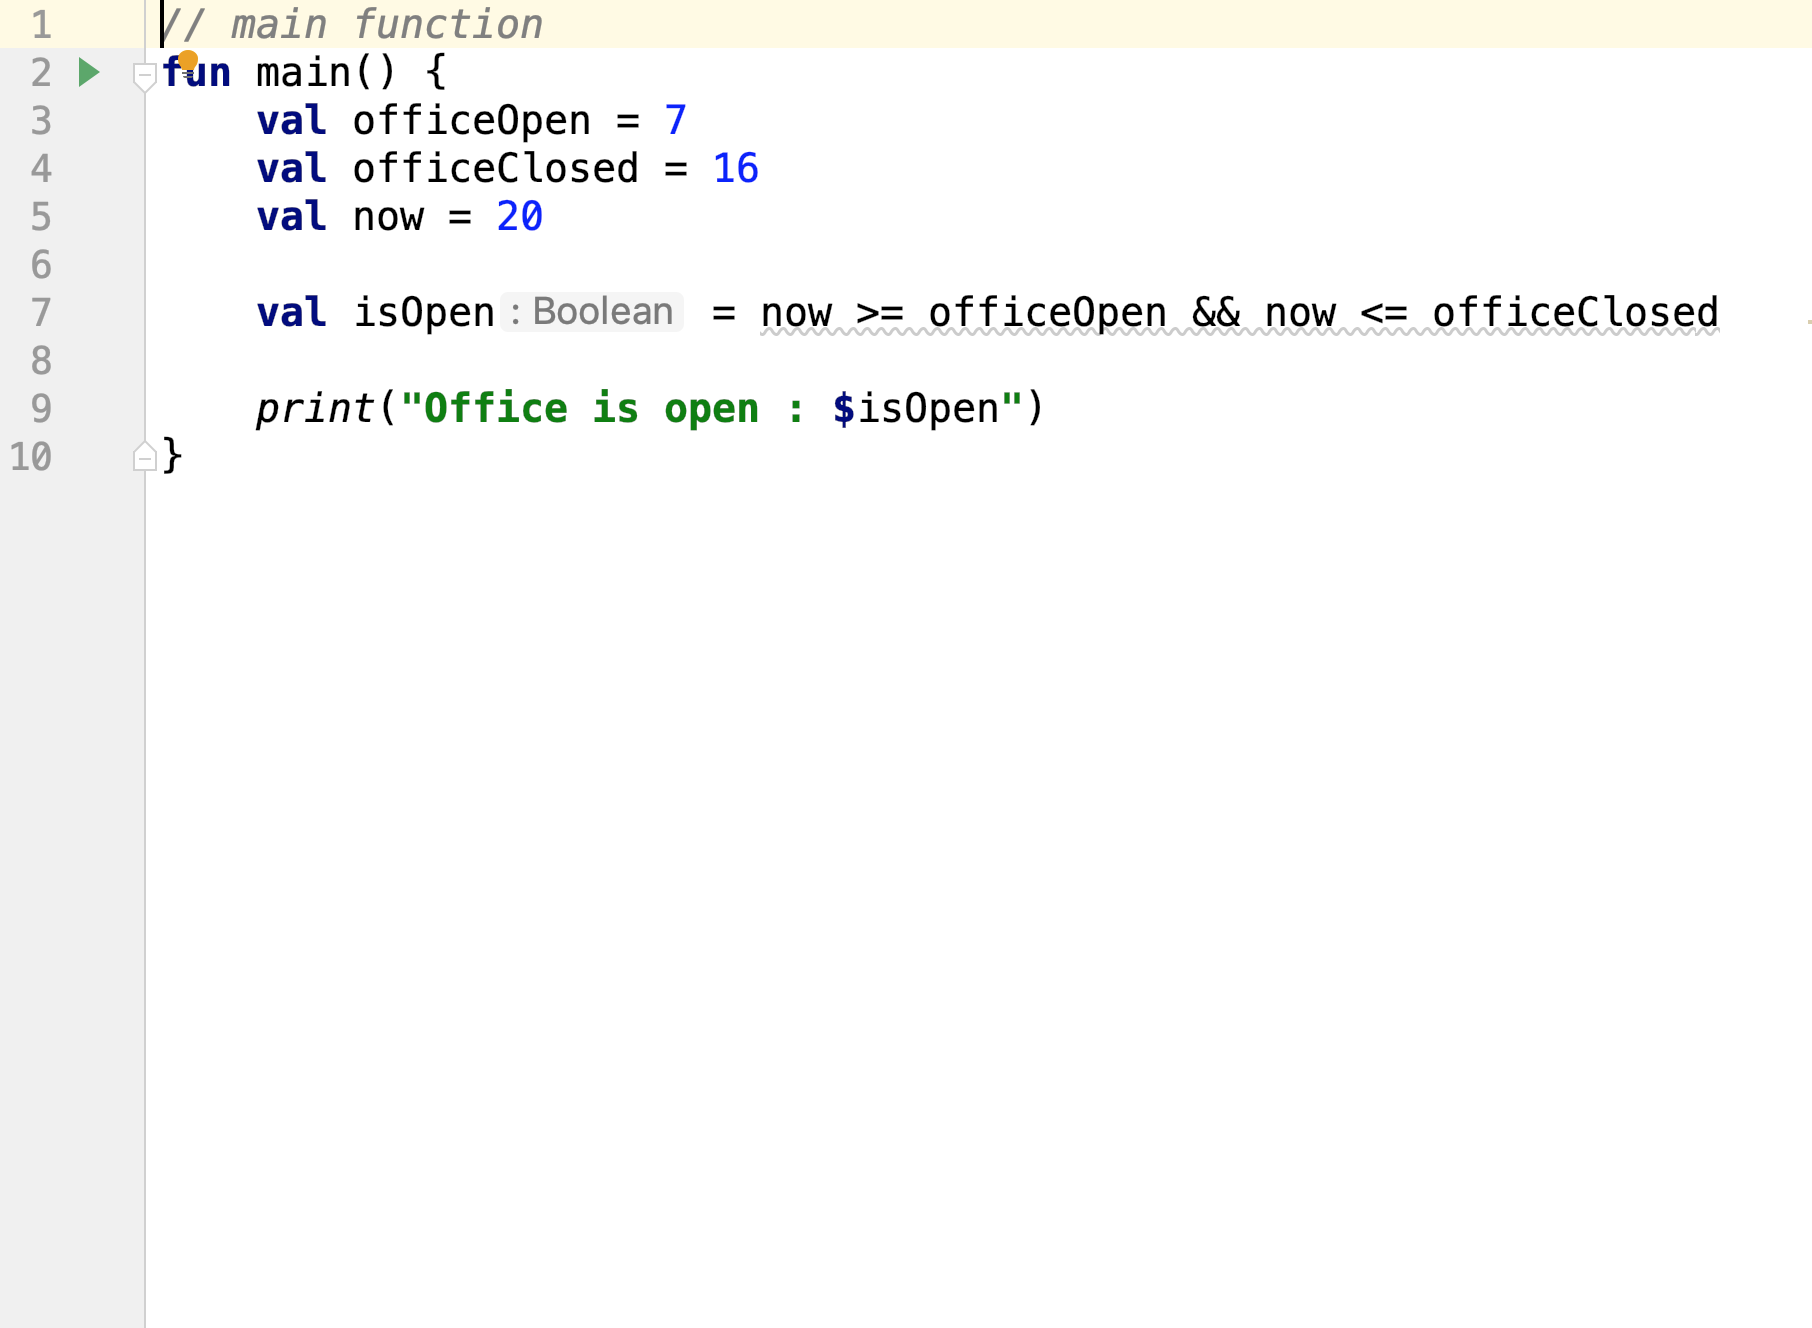 1 // main function
2 fun main() {
3 val officeOpen = 7
4 val officeClosed = 16
5 val now = 20
6
7 val isOpen : Boolean = now >= officeOpen && now <= officeClosed
8
9 print("Office is open : $isOpen")
10 }